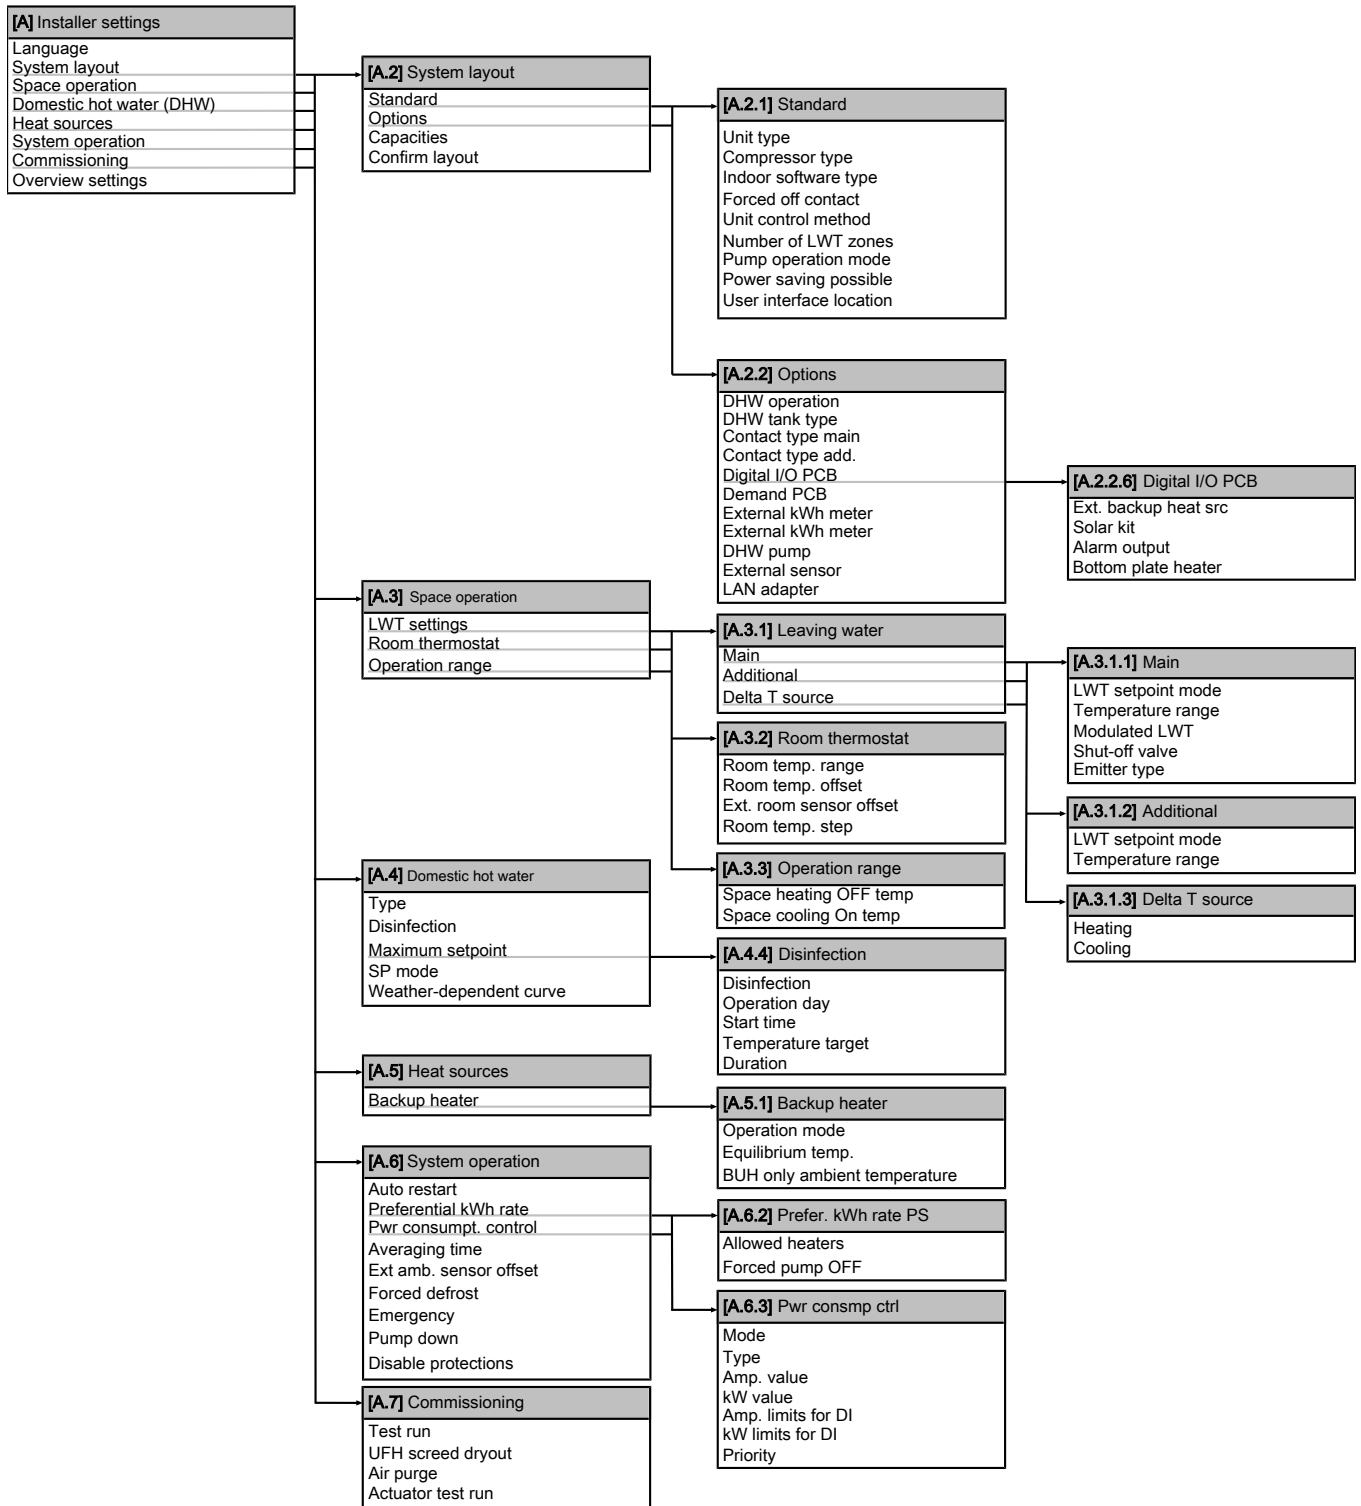 [A] Installer settings
Language
System layout
Space operation
Domestic hot water (DHW)
Heat sources
System operation
Commissioning
Overview settings
[A.2] System layout
Standard
Options
Capacities
Confirm layout
[A.2.1] Standard
Unit type
Compressor type
Indoor software type
Forced off contact
Unit control method
Number of LWT zones
Pump operation mode
Power saving possible
User interface location
[A.2.2] Options
DHW operation
DHW tank type
Contact type main
Contact type add.
Digital I/O PCB
Demand PCB
External kWh meter
External kWh meter
DHW pump
External sensor
LAN adapter
[A.2.2.6] Digital I/O PCB
Ext. backup heat src
Solar kit
Alarm output
Bottom plate heater
[A.3] Space operation
LWT settings
Room thermostat
Operation range
[A.3.1] Leaving water
Main
Additional
Delta T source
[A.3.1.1] Main
LWT setpoint mode
Temperature range
Modulated LWT
Shut-off valve
Emitter type
[A.3.2] Room thermostat
Room temp. range
Room temp. offset
Ext. room sensor offset
Room temp. step
[A.3.1.2] Additional
LWT setpoint mode
Temperature range
[A.3.3] Operation range
Space heating OFF temp
Space cooling On temp
[A.3.1.3] Delta T source
Heating
Cooling
[A.4] Domestic hot water
Type
Disinfection
Maximum setpoint
SP mode
Weather-dependent curve
[A.4.4] Disinfection
Disinfection
Operation day
Start time
Temperature target
Duration
[A.5] Heat sources
Backup heater
[A.5.1] Backup heater
Operation mode
Equilibrium temp.
BUH only ambient temperature
[A.6] System operation
Auto restart
Preferential kWh rate
Pwr consumpt. control
Averaging time
Ext amb. sensor offset
Forced defrost
Emergency
Pump down
Disable protections
[A.6.2] Prefer. kWh rate PS
Allowed heaters
Forced pump OFF
[A.6.3] Pwr consmp ctrl
Mode
Type
Amp. value
kW value
Amp. limits for DI
kW limits for DI
Priority
[A.7] Commissioning
Test run
UFH screed dryout
Air purge
Actuator test run